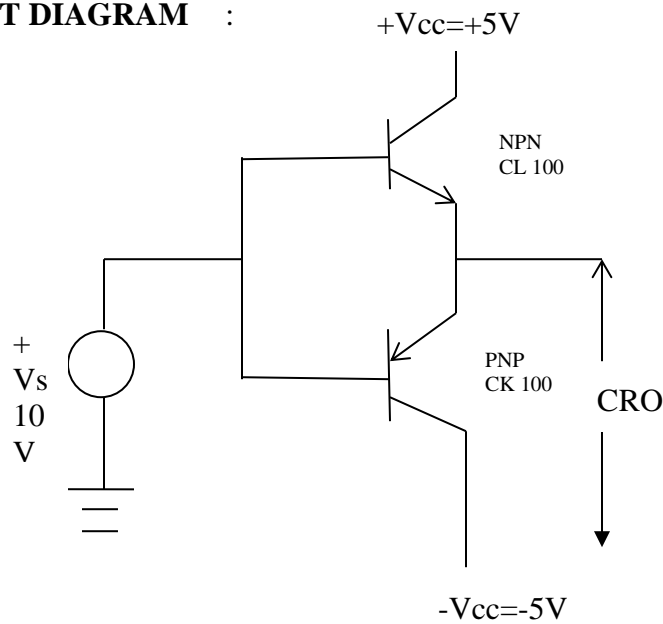 T DIAGRAM :
+Vcc=+5V
NPN
CL 100
+
Vs
10
V
PNP
CK 100
CRO
-Vcc=-5V